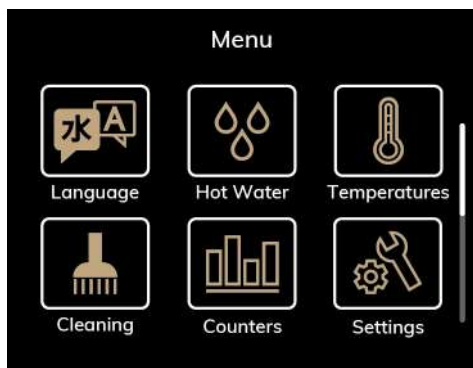 Menu
水 A
Language Hot Water Temperatures
Cleaning Counters Settings